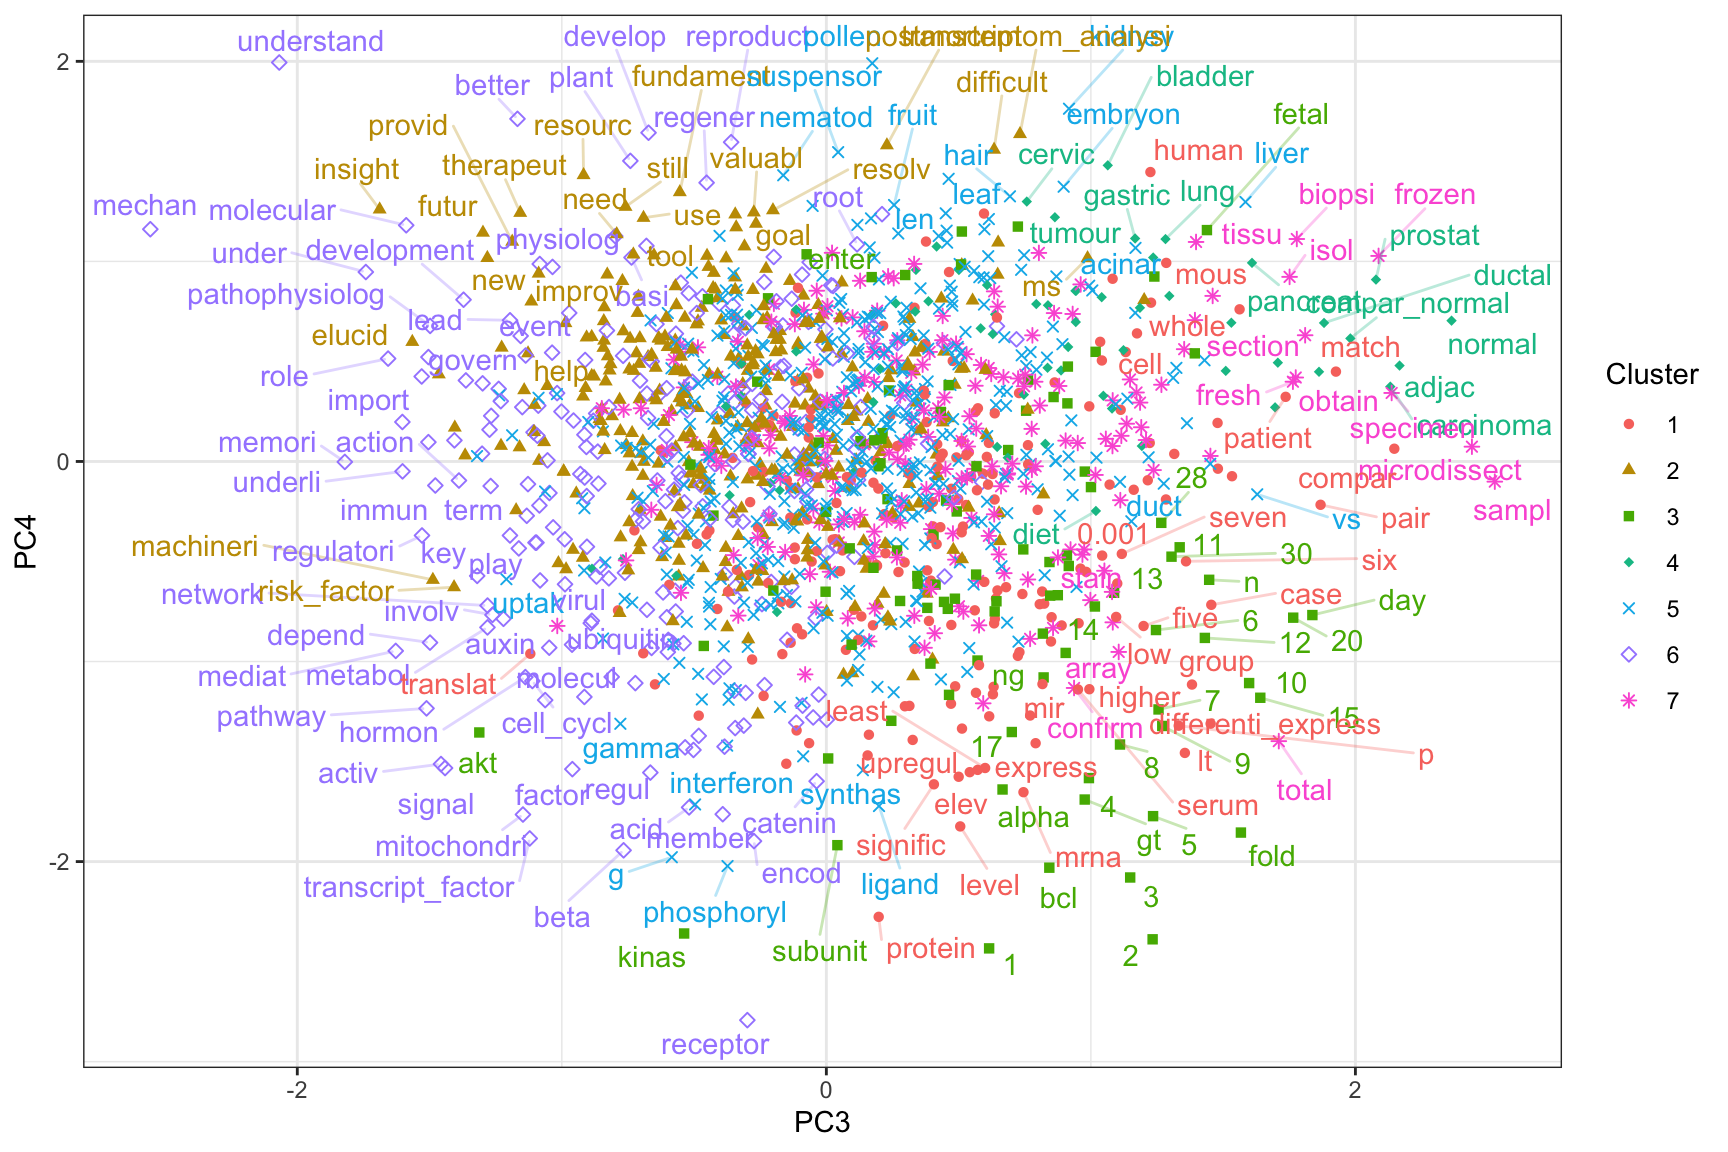 understand
develop
reproduct
pollen
postmortem
transcriptom_analysi
kidney
better
plant
fundament
suspensor
difficult
bladder
provid
resourc
regener
nematod
fruit
embryon
fetal
insight
therapeut
still
valuabl
resolv
hair
cervic
human
liver
mechan
molecular
futur
need
use
root
len
leaf
gastric
lung
biopsi
frozen
under
development
physiolog
tool
goal
enter
tumour
tissu
isol
prostat
pathophysiolog
new
improv
basi
ms
acinar
mous
pancreat
compar_normal
ductal
elucid
lead
event
whole
normal
role
govern
help
cell
section
match
import
fresh
obtain
adjac
memori
action
patient
specimen
carcinoma
underli
28
compar
microdissect
immun
term
duct
vs
pair
sampl
machineri
regulatori
key
play
diet
0.001
seven
11
30
six
network
risk_factor
involv
uptak
virul
stain
13
n
case
day
depend
auxin
ubiquitin
14
five
6
12
20
mediat
metabol
translat
molecul
ng
array
low
group
10
pathway
hormon
cell_cycl
least
mir
higher
7
15
confirm
differenti_express
activ
akt
gamma
17
8
9
lt
p
signal
factor
regul
interferon
synthas
upregul
express
serum
total
mitochondri
acid
member
catenin
elev
alpha
4
gt
5
fold
transcript_factor
g
encod
signific
ligand
level
mrna
bcl
3
beta
phosphoryl
kinas
subunit
protein
1
2
receptor
2
0
-2
PC4
-2
0
2
PC3
Cluster
1
2
3
4
5
6
7